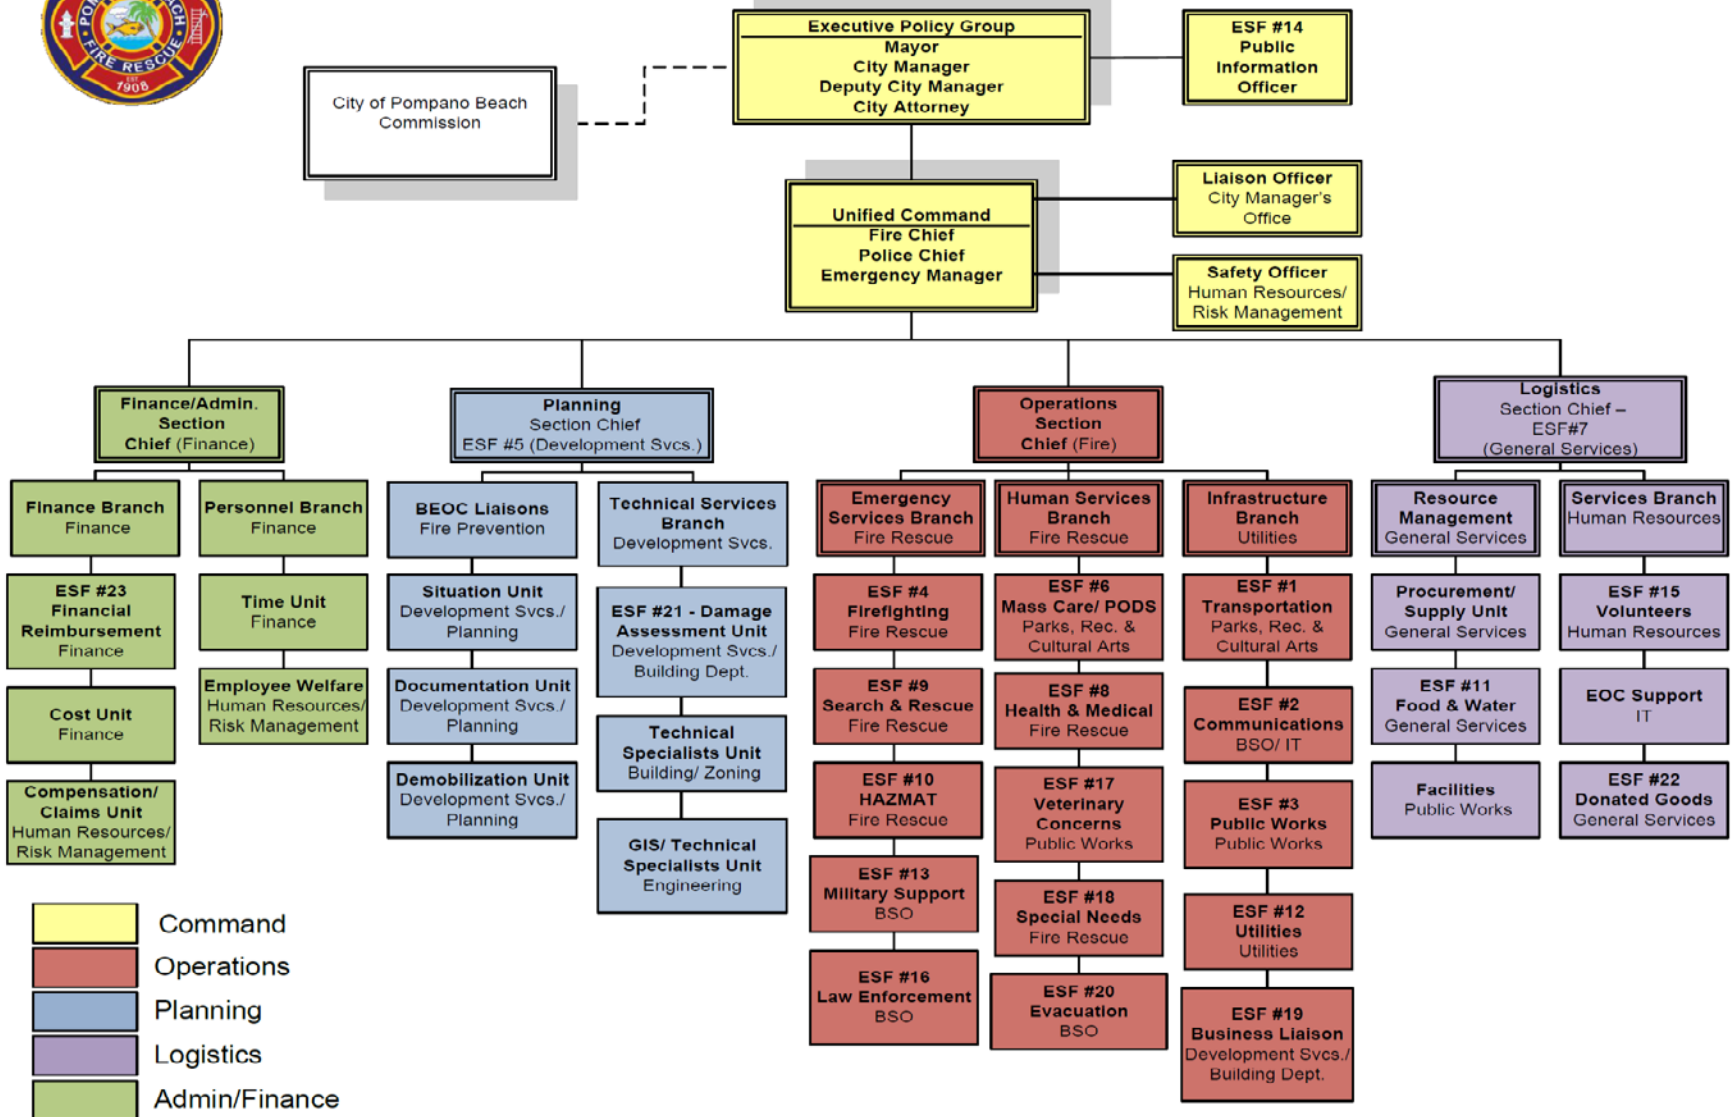 POMPANO BEACH
FIRE RESCUE
EST.
1908
Executive Policy Group
Mayor
City Manager
Deputy City Manager
City Attorney
ESF #14
Public
Information
Officer
City of Pompano Beach
Commission
Unified Command
Fire Chief
Police Chief
Emergency Manager
Liaison Officer
City Manager's
Office
Safety Officer
Human Resources/
Risk Management
Finance/Admin.
Section
Chief (Finance)
Finance Branch
Finance
ESF #23
Financial
Reimbursement
Finance
Cost Unit
Finance
Compensation/
Claims Unit
Human Resources/
Risk Management
Personnel Branch
Finance
Time Unit
Finance
Employee Welfare
Human Resources/
Risk Management
Planning
Section Chief
ESF #5 (Development Svcs.)
BEOC Liaisons
Fire Prevention
Situation Unit
Development Svcs./
Planning
Documentation Unit
Development Svcs./
Planning
Demobilization Unit
Development Svcs./
Planning
Technical Services
Branch
Development Svcs.
ESF #21 - Damage
Assessment Unit
Development Svcs./
Building Dept.
Technical
Specialists Unit
Building/ Zoning
GIS/ Technical
Specialists Unit
Engineering
Operations
Section
Chief (Fire)
Emergency
Services Branch
Fire Rescue
ESF #4
Firefighting
Fire Rescue
ESF #9
Search & Rescue
Fire Rescue
ESF #10
HAZMAT
Fire Rescue
ESF #13
Military Support
BSO
ESF #16
Law Enforcement
BSO
Human Services
Branch
Fire Rescue
ESF #6
Mass Care/ PODS
Parks, Rec. &
Cultural Arts
ESF #8
Health & Medical
Fire Rescue
ESF #17
Veterinary
Concerns
Public Works
ESF #18
Special Needs
Fire Rescue
ESF #20
Evacuation
BSO
Infrastructure
Branch
Utilities
ESF #1
Transportation
Parks, Rec. &
Cultural Arts
ESF #2
Communications
BSO/ IT
ESF #3
Public Works
Public Works
ESF #12
Utilities
Utilities
ESF #19
Business Liaison
Development Svcs./
Building Dept.
Logistics
Section Chief –
ESF#7
(General Services)
Resource
Management
General Services
Procurement/
Supply Unit
General Services
ESF #11
Food & Water
General Services
Facilities
Public Works
Services Branch
Human Resources
ESF #15
Volunteers
Human Resources
EOC Support
IT
ESF #22
Donated Goods
General Services
Command
Operations
Planning
Logistics
Admin/Finance